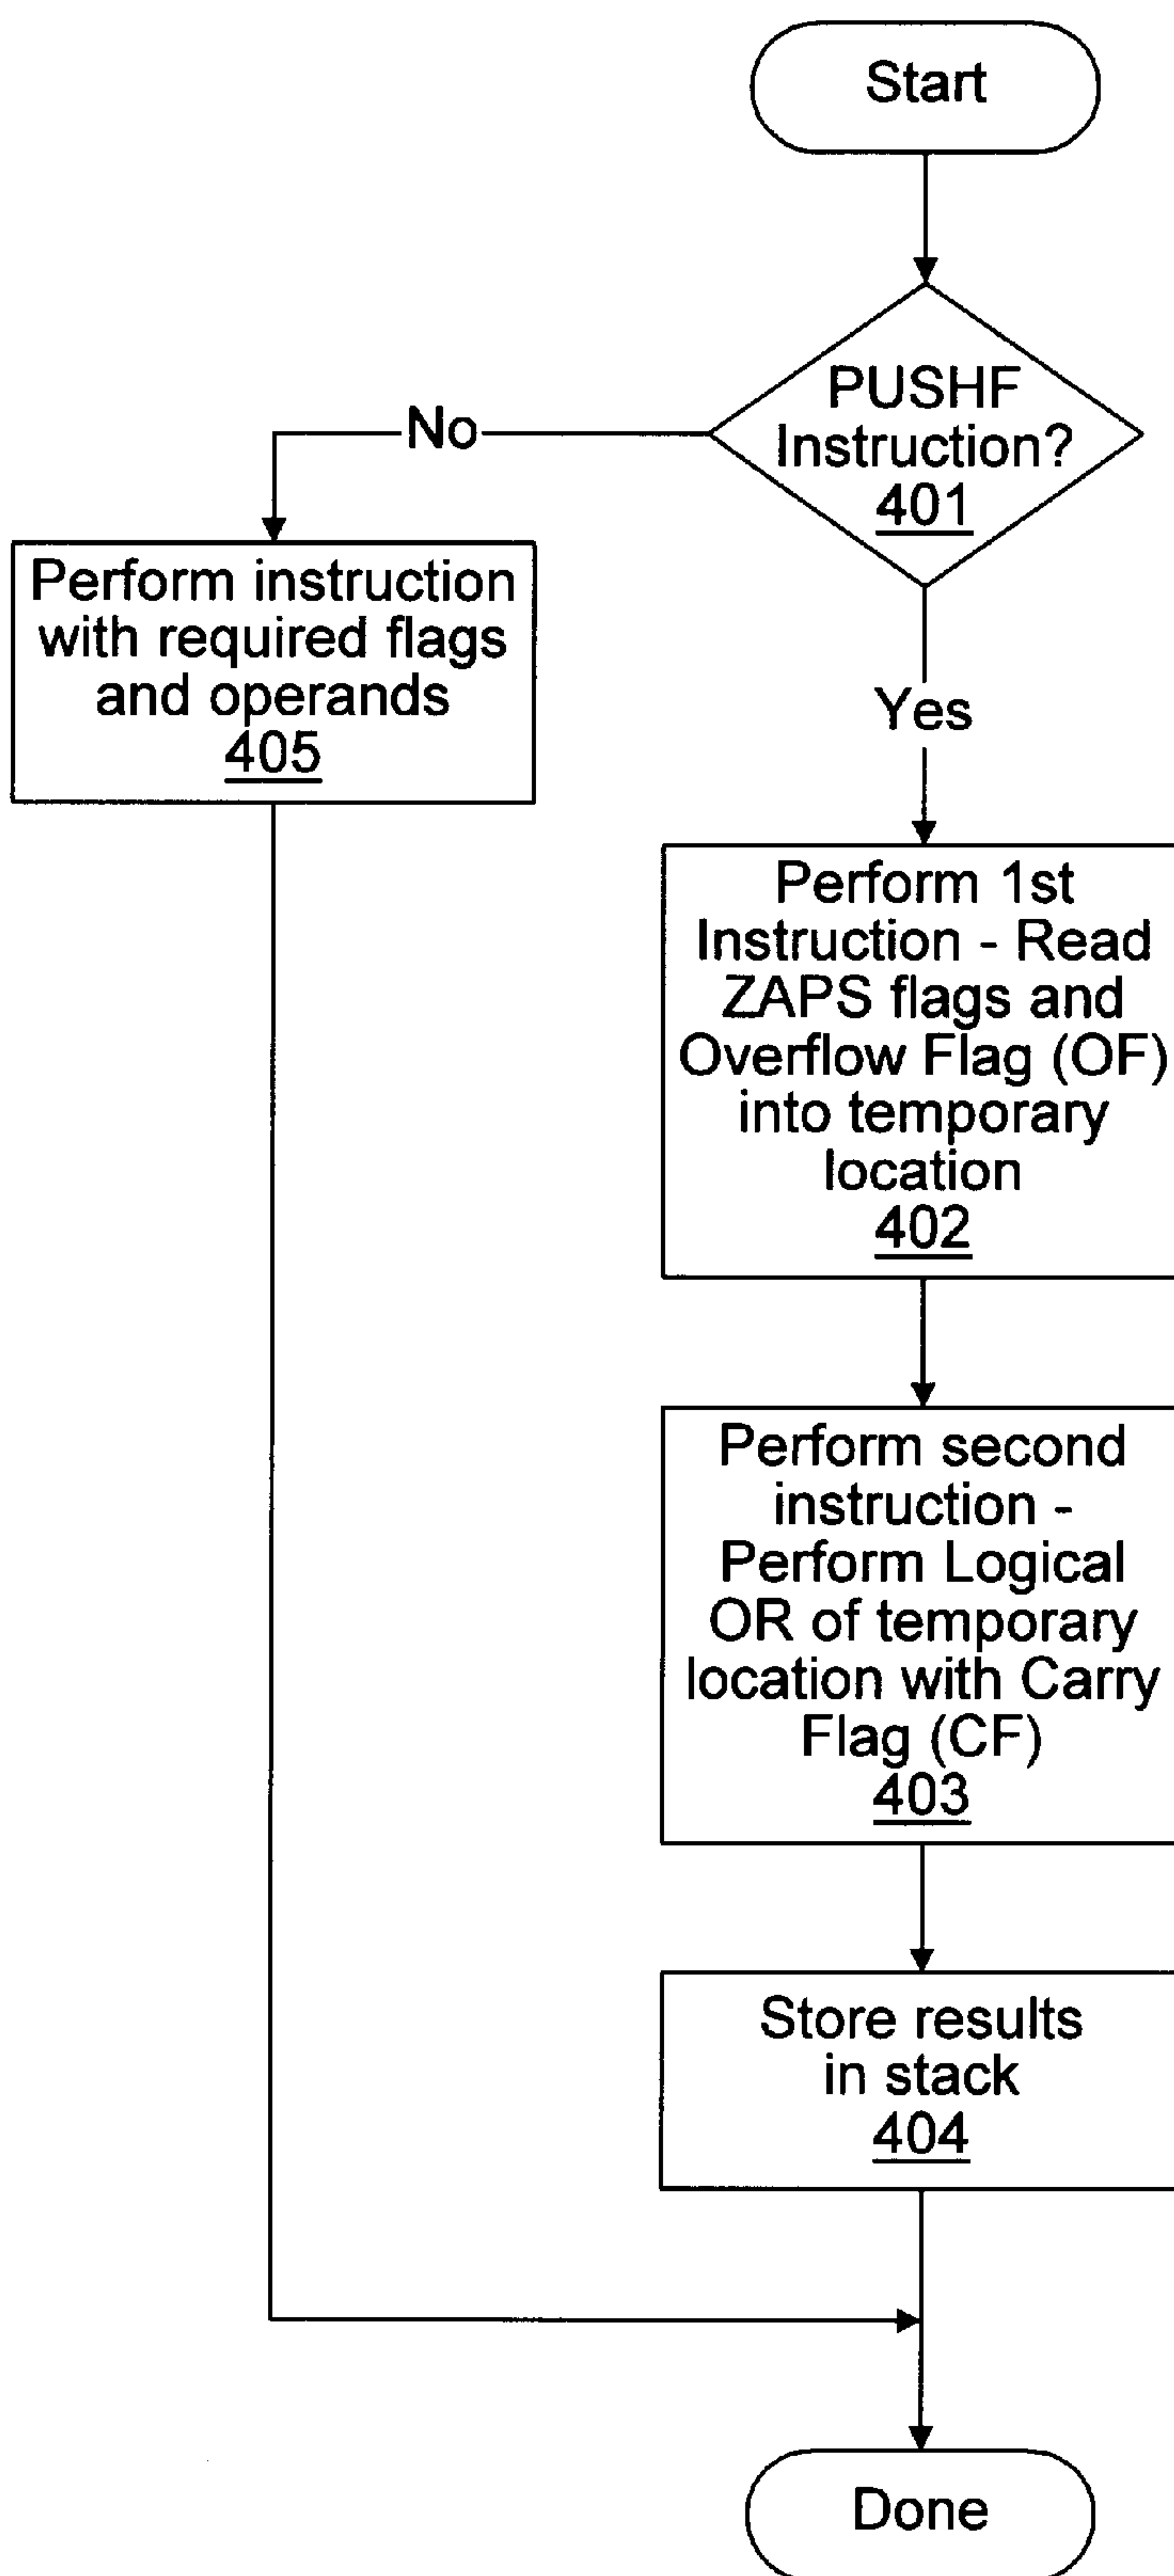 Start
PUSHF
Instruction?
401
No
Perform instruction
with required flags
and operands
405
Yes
Perform 1st
Instruction - Read
ZAPS flags and
Overflow Flag (OF)
into temporary
location
402
Perform second
instruction -
Perform Logical
OR of temporary
location with Carry
Flag (CF)
403
Store results
in stack
404
Done